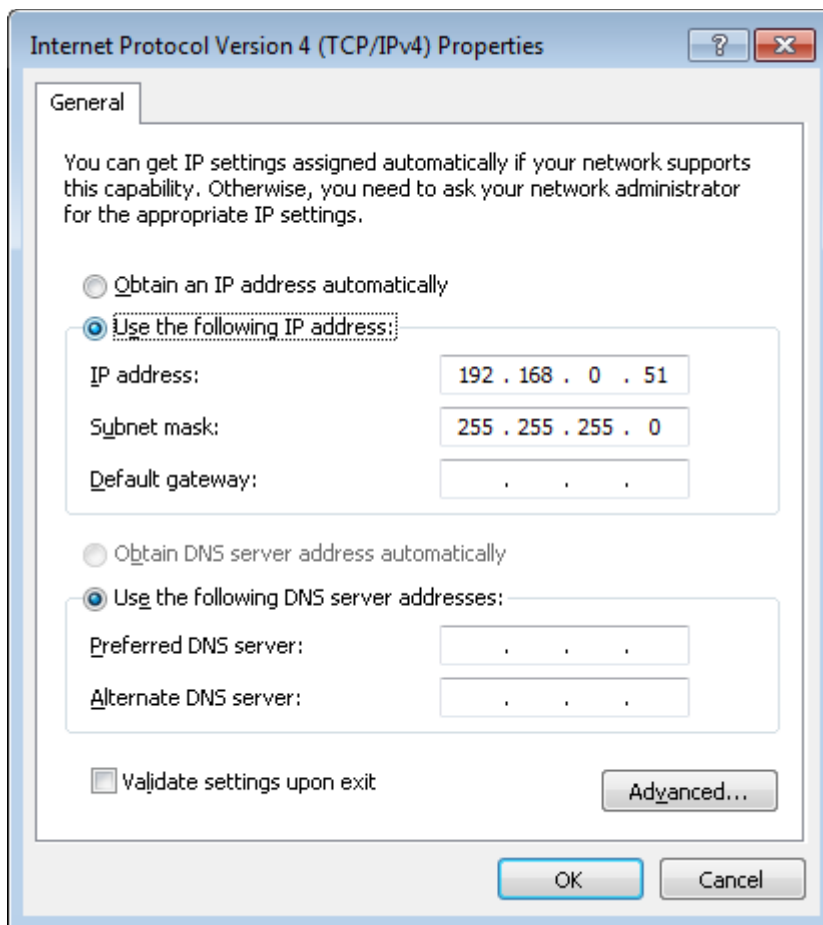 Internet Protocol Version 4 (TCP/IPv4) Properties
?
General
You can get IP settings assigned automatically if your network supports
this capability. Otherwise, you need to ask your network administrator
for the appropriate IP settings.
Obtain an IP address automatically
Use the following IP address:
IP address: 192 . 168 . 0 . 51
Subnet mask: 255 . 255 . 255 . 0
Default gateway: . . .
Obtain DNS server address automatically
Use the following DNS server addresses:
Preferred DNS server: . . .
Alternate DNS server: . . .
Validate settings upon exit
Advanced...
OK Cancel